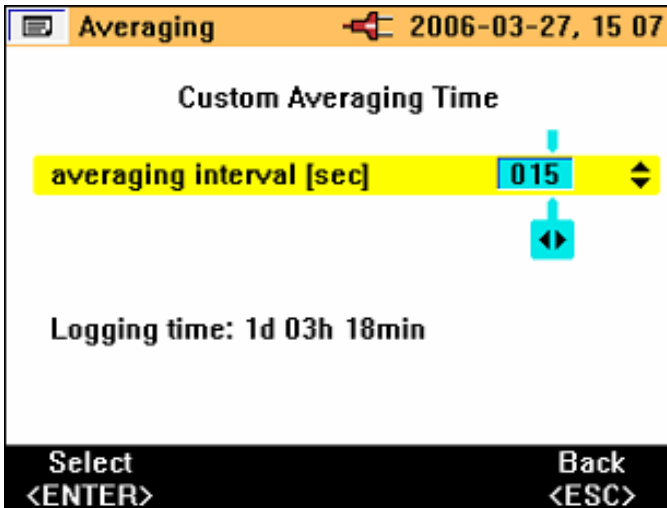 Averaging 2006-03-27, 15 07
Custom Averaging Time
averaging interval [sec] 015
Logging time: 1d 03h 18min
Select Back
<ENTER> <ESC>